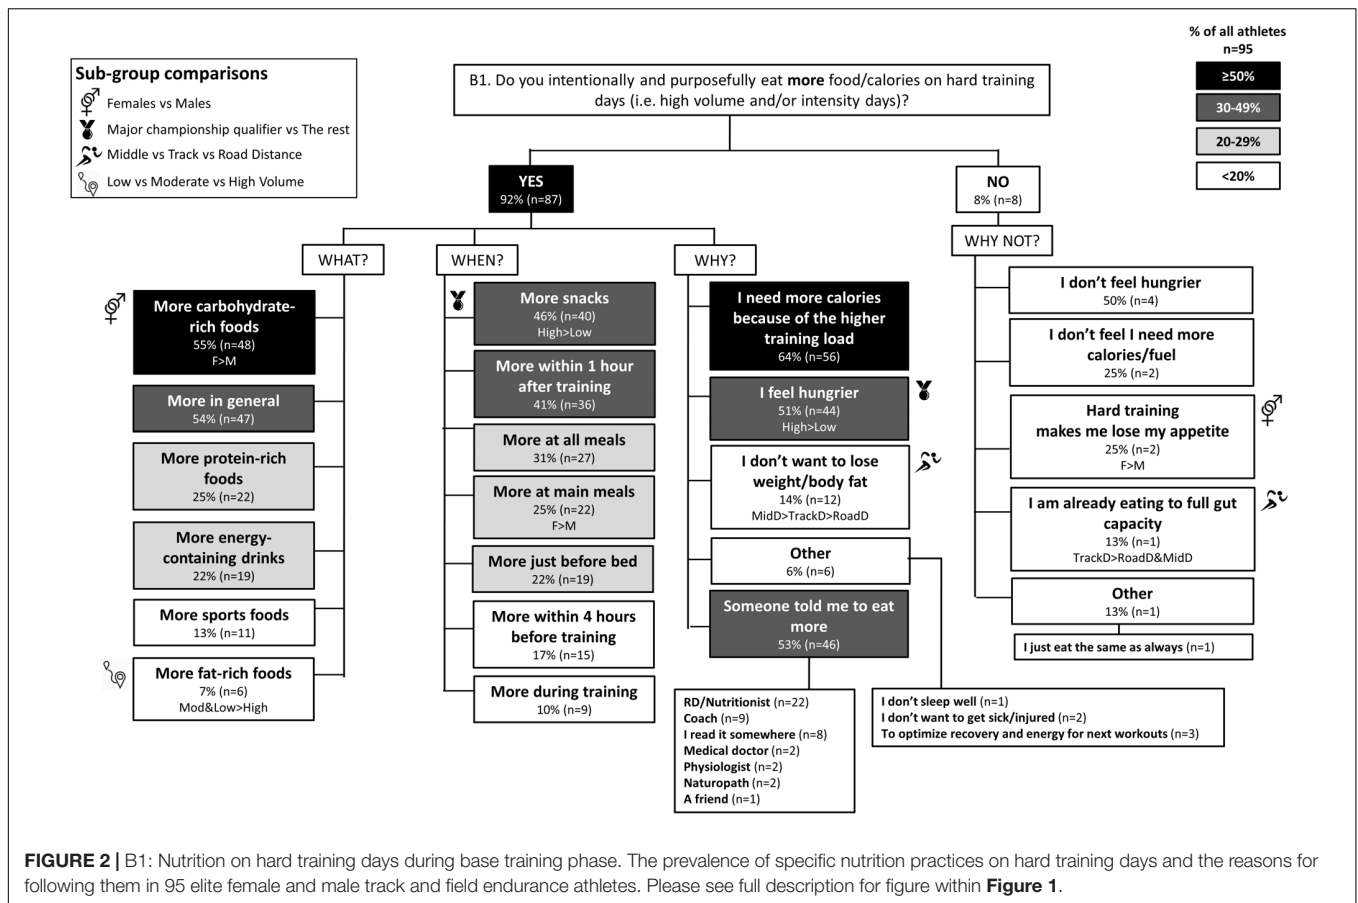 Sub-group comparisons
Females vs Males
Major championship qualifier vs The rest
Middle vs Track vs Road Distance
Low vs Moderate vs High Volume
B1. Do you intentionally and purposefully eat more food/calories on hard training
days (i.e. high volume and/or intensity days)?
% of all athletes
n=95
≥50%
30-49%
20-29%
<20%
YES
92% (n=87)
NO
8% (n=8)
WHAT?
More carbohydrate-
rich foods
55% (n=48)
F>M
More in general
54% (n=47)
More protein-rich
foods
25% (n=22)
More energy-
containing drinks
22% (n=19)
More sports foods
13% (n=11)
More fat-rich foods
7% (n=6)
Mod&Low>High
WHEN?
More snacks
46% (n=40)
High>Low
More within 1 hour
after training
41% (n=36)
More at all meals
31% (n=27)
More at main meals
25% (n=22)
F>M
More just before bed
22% (n=19)
More within 4 hours
before training
17% (n=15)
More during training
10% (n=9)
WHY?
I need more calories
because of the higher
training load
64% (n=56)
I feel hungrier
51% (n=44)
High>Low
I don't want to lose
weight/body fat
14% (n=12)
MidD>TrackD>RoadD
Other
6% (n=6)
Someone told me to eat
more
53% (n=46)
RD/Nutritionist (n=22)
Coach (n=9)
I read it somewhere (n=8)
Medical doctor (n=2)
Physiologist (n=2)
Naturopath (n=2)
A friend (n=1)
I don't sleep well (n=1)
I don't want to get sick/injured (n=2)
To optimize recovery and energy for next workouts (n=3)
WHY NOT?
I don't feel hungrier
50% (n=4)
I don't feel I need more
calories/fuel
25% (n=2)
Hard training
makes me lose my appetite
25% (n=2)
F>M
I am already eating to full gut
capacity
13% (n=1)
TrackD>RoadD&MidD
Other
13% (n=1)
I just eat the same as always (n=1)
FIGURE 2 | B1: Nutrition on hard training days during base training phase. The prevalence of specific nutrition practices on hard training days and the reasons for
following them in 95 elite female and male track and field endurance athletes. Please see full description for figure within Figure 1.